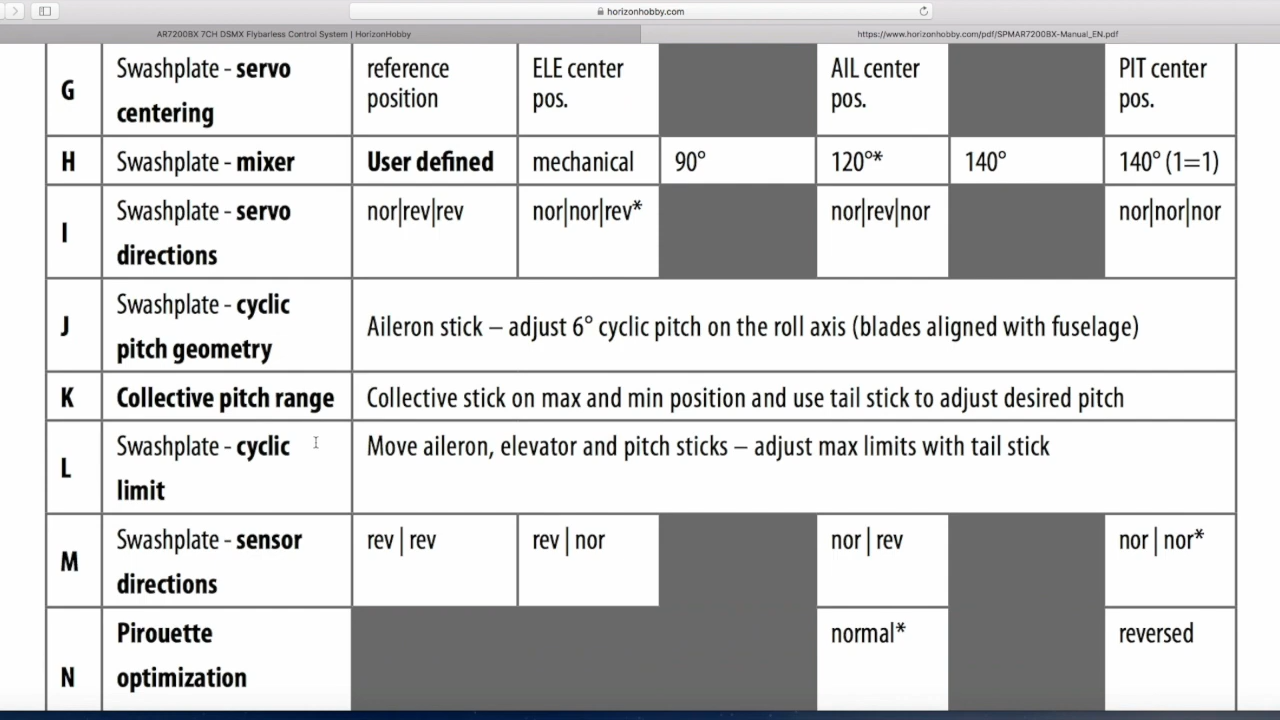 horizonhobby.com
AR7200BX 7CH DSMX Flybarless Control System | HorizonHobby
https://www.horizonhobby.com/pdf/SPMAR7200BX-Manual_EN.pdf
G
Swashplate - servo
centering
reference
position
ELE center
pos.
AIL center
pos.
PIT center
pos.
H
Swashplate - mixer
User defined
mechanical
90°
120°*
140°
140° (1=1)
I
Swashplate - servo
directions
nor|rev|rev
nor|nor|rev*
nor|rev|nor
nor|nor|nor
J
Swashplate - cyclic
pitch geometry
Aileron stick – adjust 6° cyclic pitch on the roll axis (blades aligned with fuselage)
K
Collective pitch range
Collective stick on max and min position and use tail stick to adjust desired pitch
L
Swashplate - cyclic
limit
Move aileron, elevator and pitch sticks – adjust max limits with tail stick
M
Swashplate - sensor
directions
rev | rev
rev | nor
nor | rev
nor | nor*
N
Pirouette
optimization
normal*
reversed